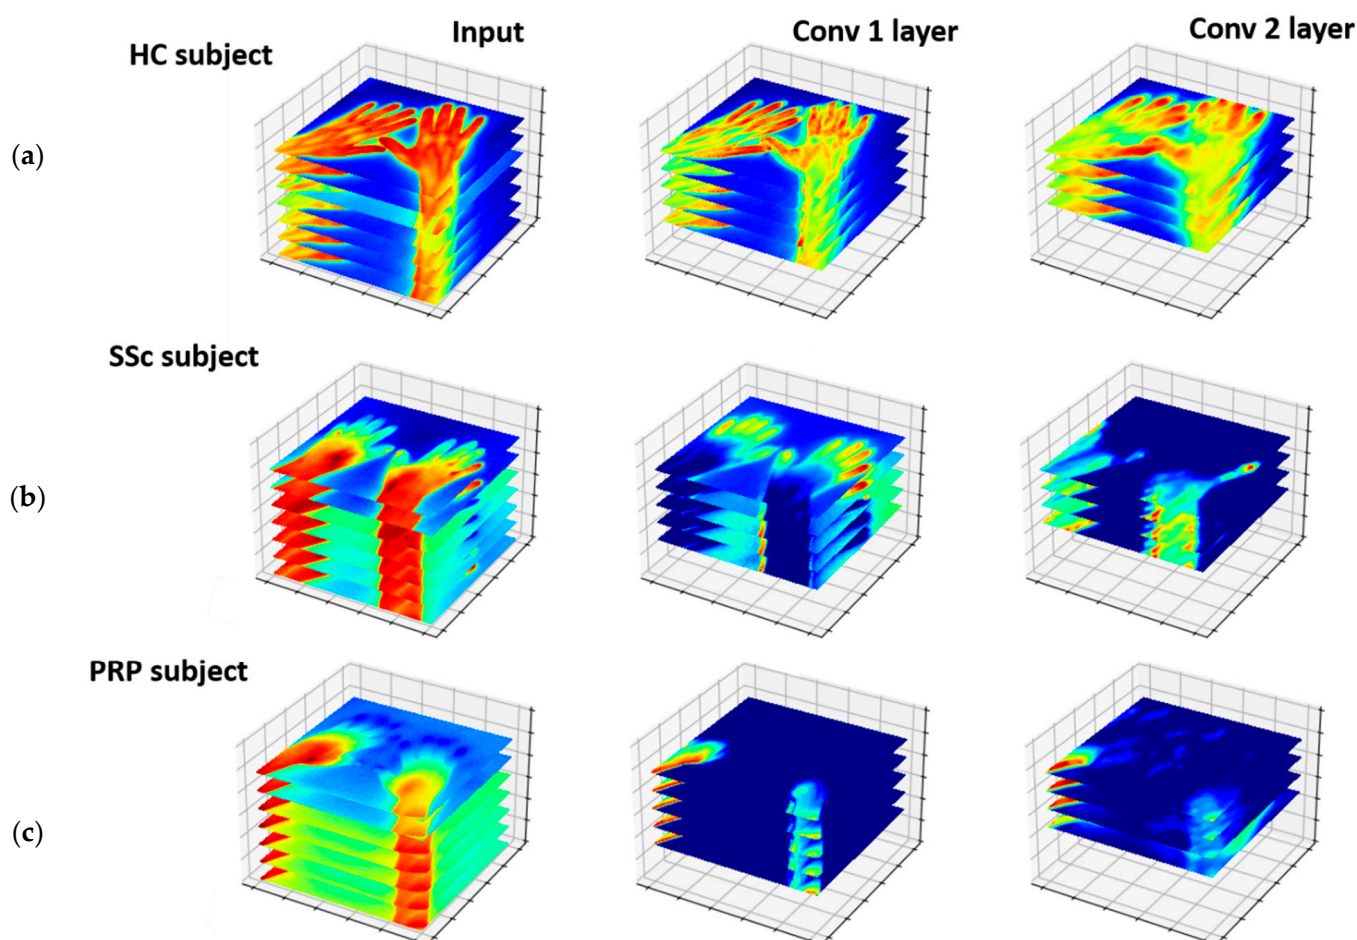 Input
Conv 1 layer
Conv 2 layer
HC subject
(a)
SSc subject
(b)
PRP subject
(c)